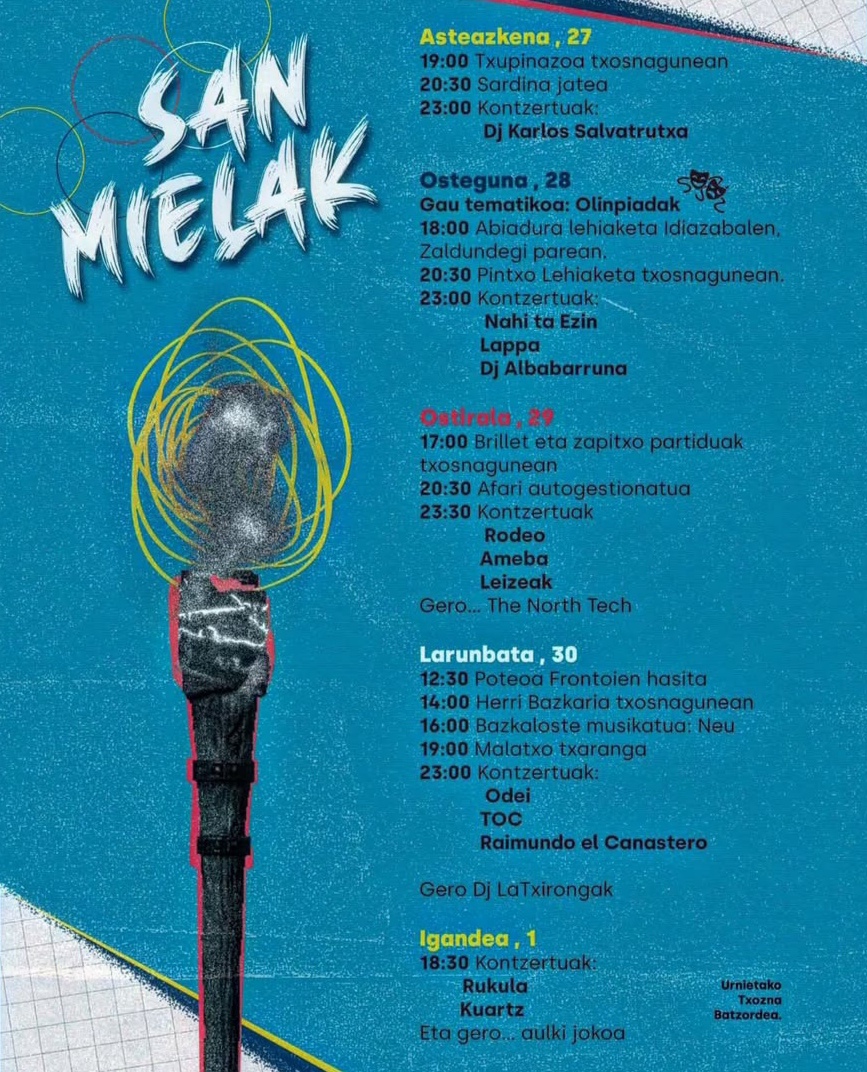 SAN
MIELAK
Asteazkena , 27
19:00 Txupinazoa txosnagunean
20:30 Sardina jatea
23:00 Kontzertuak:
Dj Karlos Salvatrutxa
Osteguna , 28
Gau tematikoa: Olinpiadak
18:00 Abiadura lehiaketa Idiazabalen,
Zaldundegi parean.
20:30 Pintxo Lehiaketa txosnagunean.
23:00 Kontzertuak:
Nahi ta Ezin
Lappa
Dj Albabarruna
Ostirala , 29
17:00 Brillet eta zapitxo partiduak
txosnagunean
20:30 Afari autogestionatua
23:30 Kontzertuak
Rodeo
Ameba
Leizeak
Gero... The North Tech
Larunbata , 30
12:30 Poteoa Frontoien hasita
14:00 Herri Bazkaria txosnagunean
16:00 Bazkaloste musikatua: Neu
19:00 Malatxo txaranga
23:00 Kontzertuak:
Odei
TOC
Raimundo el Canastero
Gero Dj LaTxirongak
Igandea , 1
18:30 Kontzertuak:
Rukula
Kuartz
Eta gero... aulki jokoa
Urnietako
Txozna
Batzordea.